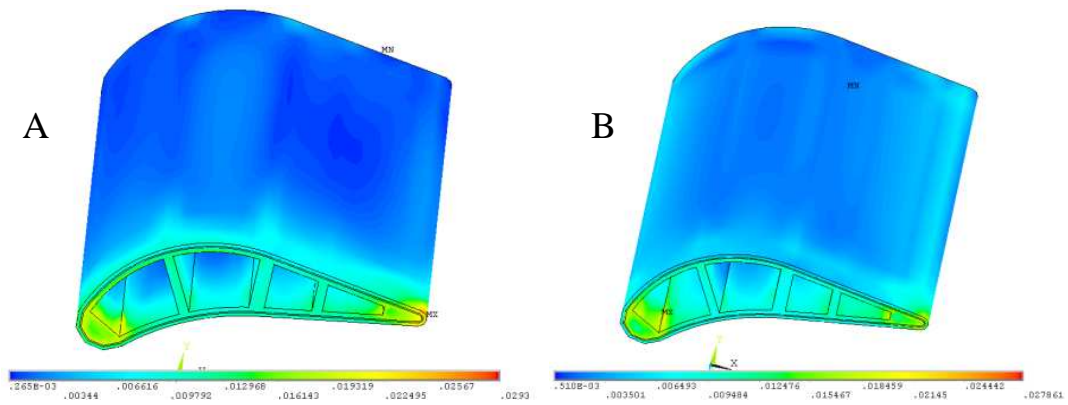 MN
MN
A
B
MX
MX
Y
Y
X
.265E-03
.006616
.012968
.019319
.02567
.00344
.009792
.016143
.022495
.0293
.510E-03
.006493
.012476
.018459
.024442
.003501
.009484
.015467
.02145
.027861